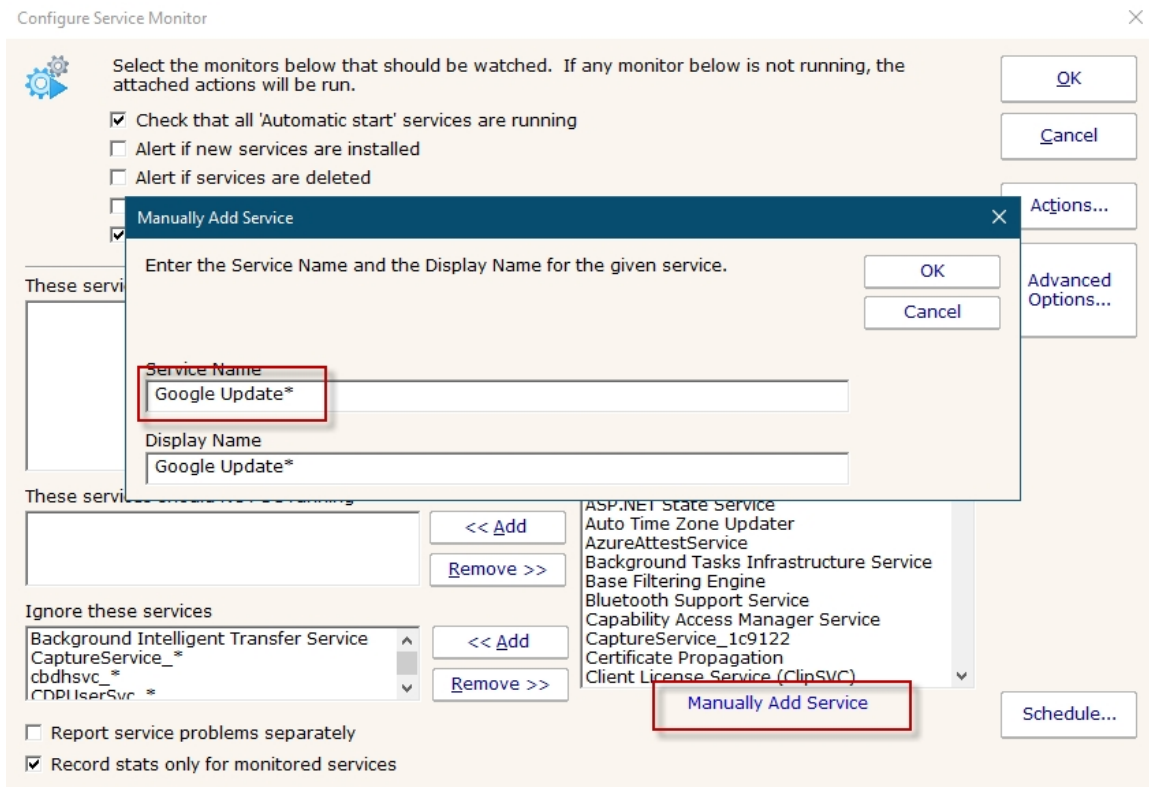 Configure Service Monitor
Select the monitors below that should be watched.  If any monitor below is not running, the
attached actions will be run.
OK
Check that all 'Automatic start' services are running
Cancel
Alert if new services are installed
Alert if services are deleted
Actions...
Manually Add Service
Enter the Service Name and the Display Name for the given service.
OK
Cancel
Advanced
Options...
These servi
Service Name
Google Update*
Display Name
Google Update*
These services should NOT be running
ASP.NET State Service
Auto Time Zone Updater
AzureAttestService
Background Tasks Infrastructure Service
Base Filtering Engine
Bluetooth Support Service
Capability Access Manager Service
CaptureService_1c9122
Certificate Propagation
Client License Service (ClipSVC)
<< Add
Remove >>
Ignore these services
Background Intelligent Transfer Service
CaptureService_*
cbdhsvc_*
CDPUserSvc_*
<< Add
Remove >>
Manually Add Service
Schedule...
Report service problems separately
Record stats only for monitored services